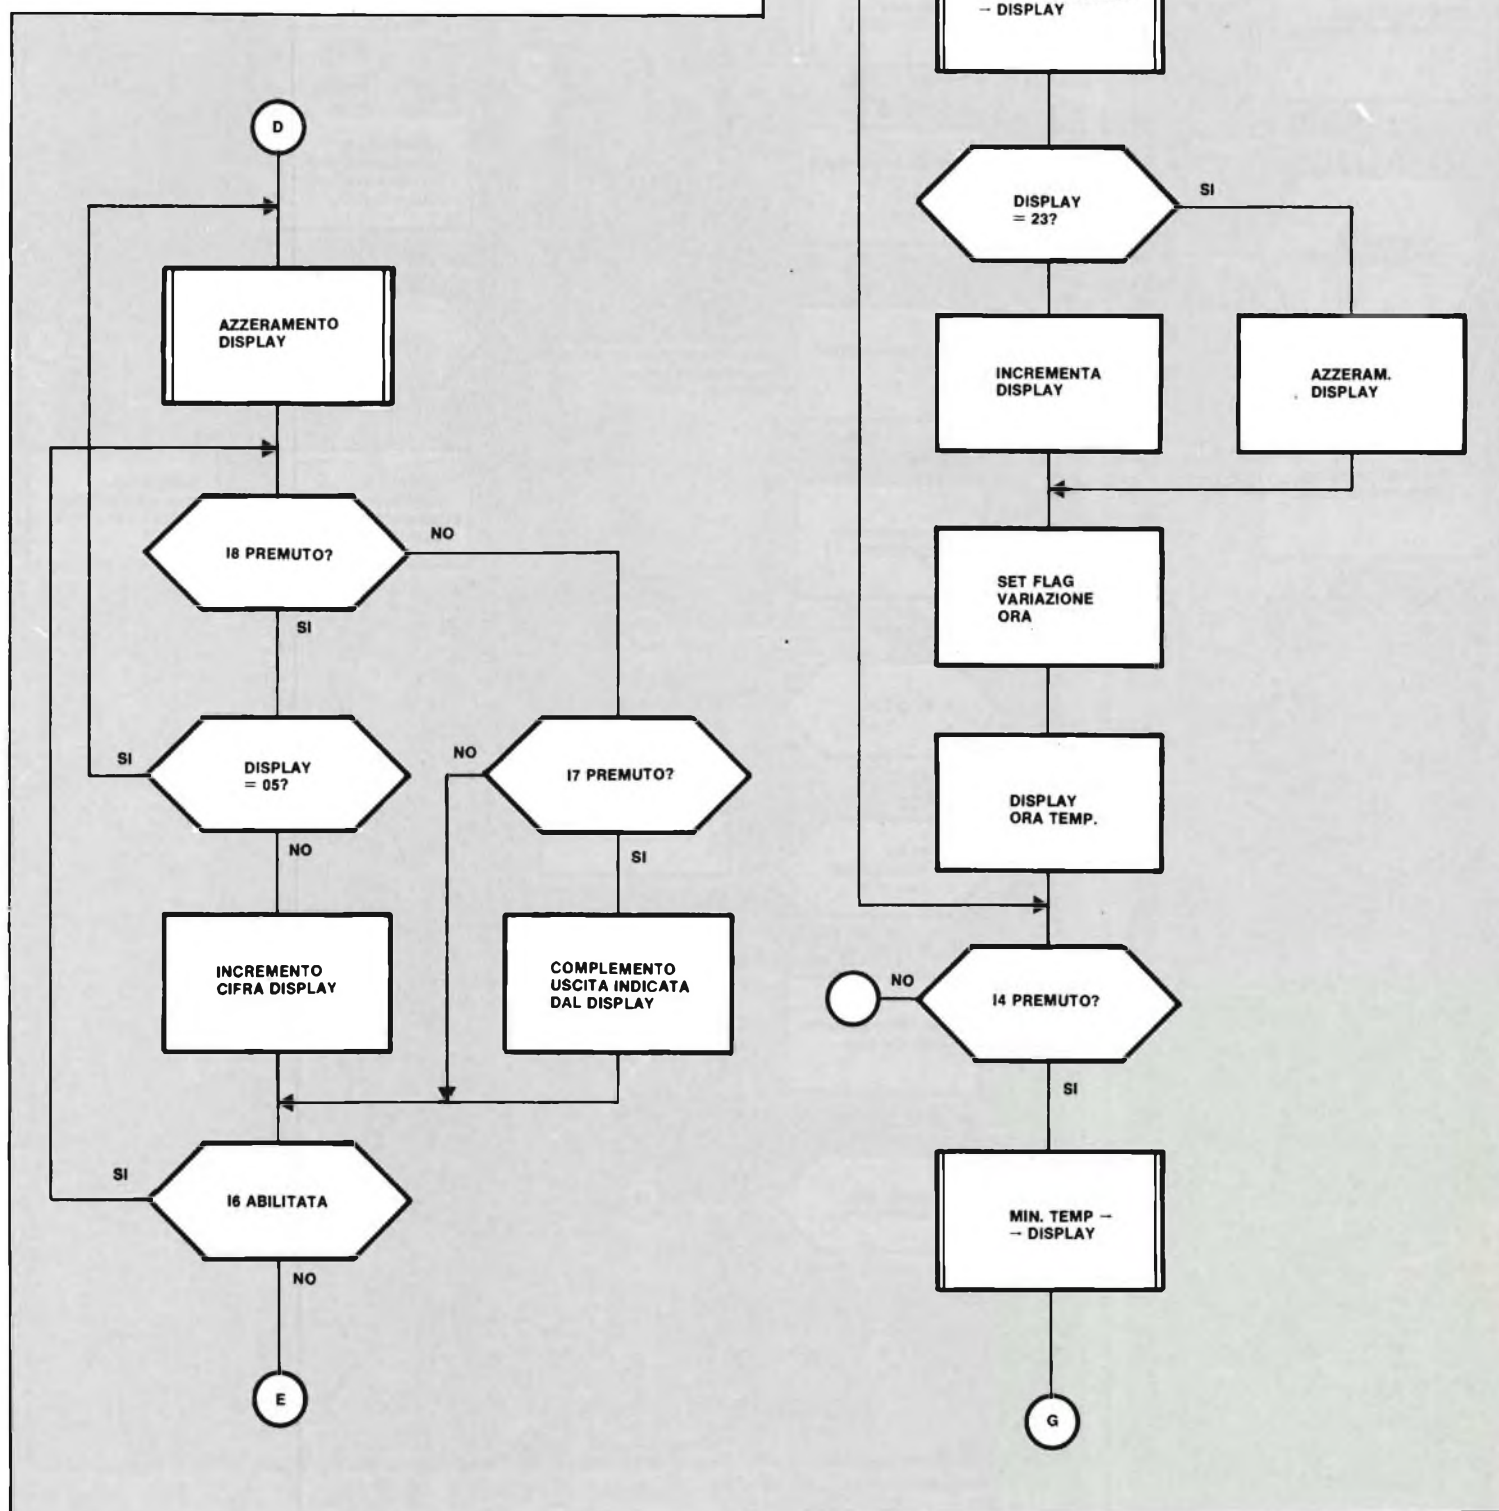 D
AZZERAMENTO
DISPLAY
I8 PREMUTO?
NO
SI
DISPLAY
= 05?
SI
NO
I7 PREMUTO?
NO
SI
INCREMENTO
CIFRA DISPLAY
COMPLEMENTO
USCITA INDICATA
DAL DISPLAY
I6 ABILITATA
SI
NO
E
→ DISPLAY
DISPLAY
= 23?
SI
INCREMENTA
DISPLAY
AZZERAM.
DISPLAY
SET FLAG
VARIAZIONE
ORA
DISPLAY
ORA TEMP.
NO
I4 PREMUTO?
SI
MIN. TEMP →
→ DISPLAY
G